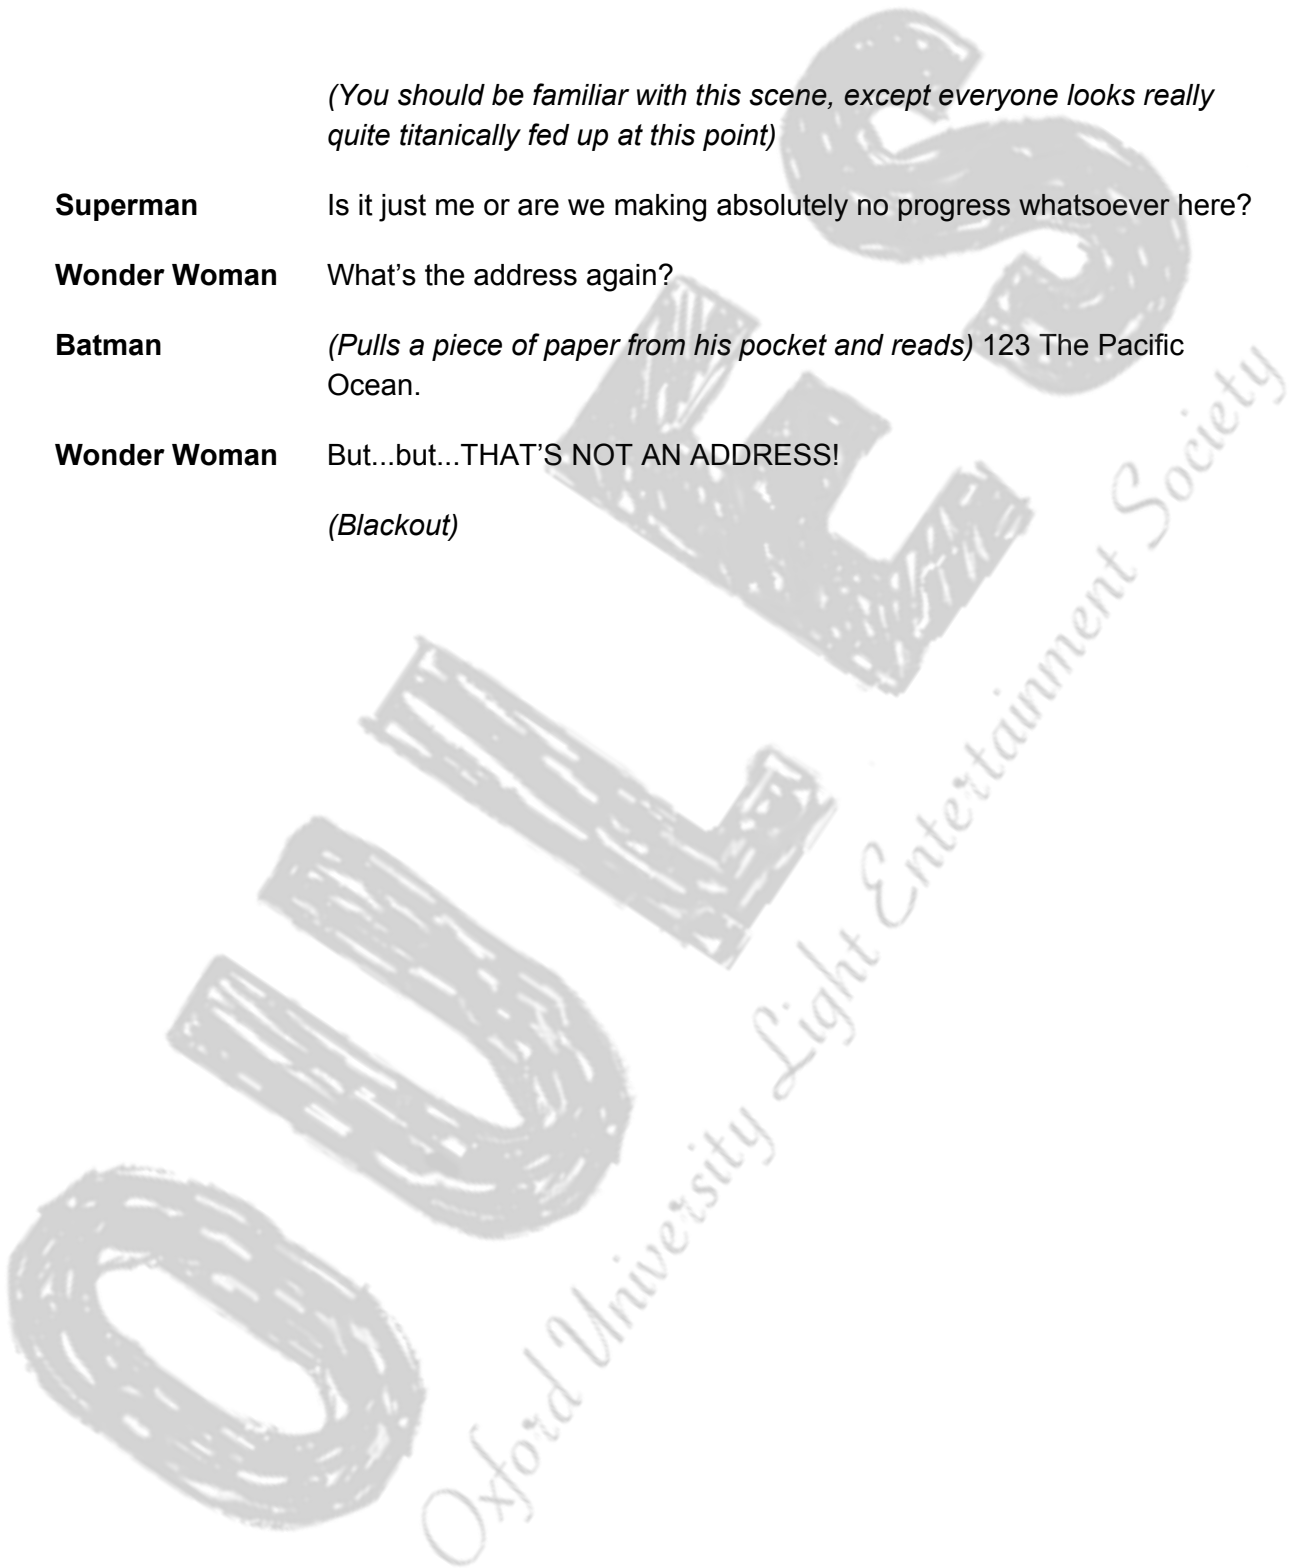 (You should be familiar with this scene, except everyone looks really
quite titanically fed up at this point)
Superman Is it just me or are we making absolutely no progress whatsoever here?
Wonder Woman What's the address again?
Batman (Pulls a piece of paper from his pocket and reads) 123 The Pacific
Ocean.
Wonder Woman But...but...THAT'S NOT AN ADDRESS!
(Blackout)
OULES
Oxford University Light Entertainment Society